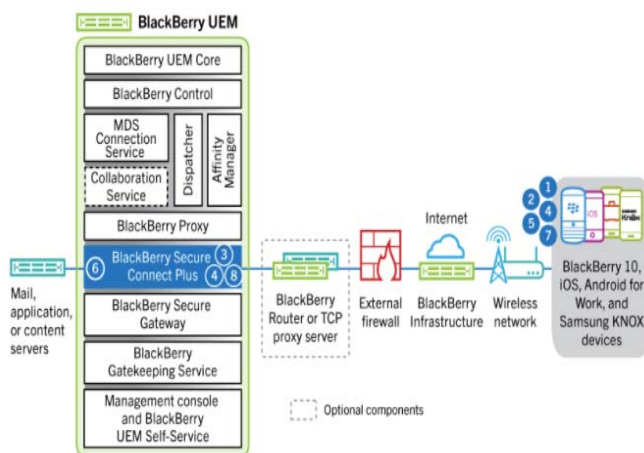 BlackBerry UEM
BlackBerry UEM Core
BlackBerry Control
MDS
Connection
Service
Collaboration
Service
Dispatcher
Affinity
Manager
BlackBerry Proxy
BlackBerry Secure
Connect Plus
6
3
4
8
BlackBerry Secure
Gateway
BlackBerry
Gatekeeping Service
Management console
and BlackBerry
UEM Self-Service
Mail,
application,
or content
servers
BlackBerry
Router or TCP
proxy server
External
firewall
Internet
BlackBerry
Infrastructure
Wireless
network
1
2
4
5
7
iOS
SAMSUNG
Knox
BlackBerry 10,
iOS, Android for
Work, and
Samsung KNOX
devices
Optional components